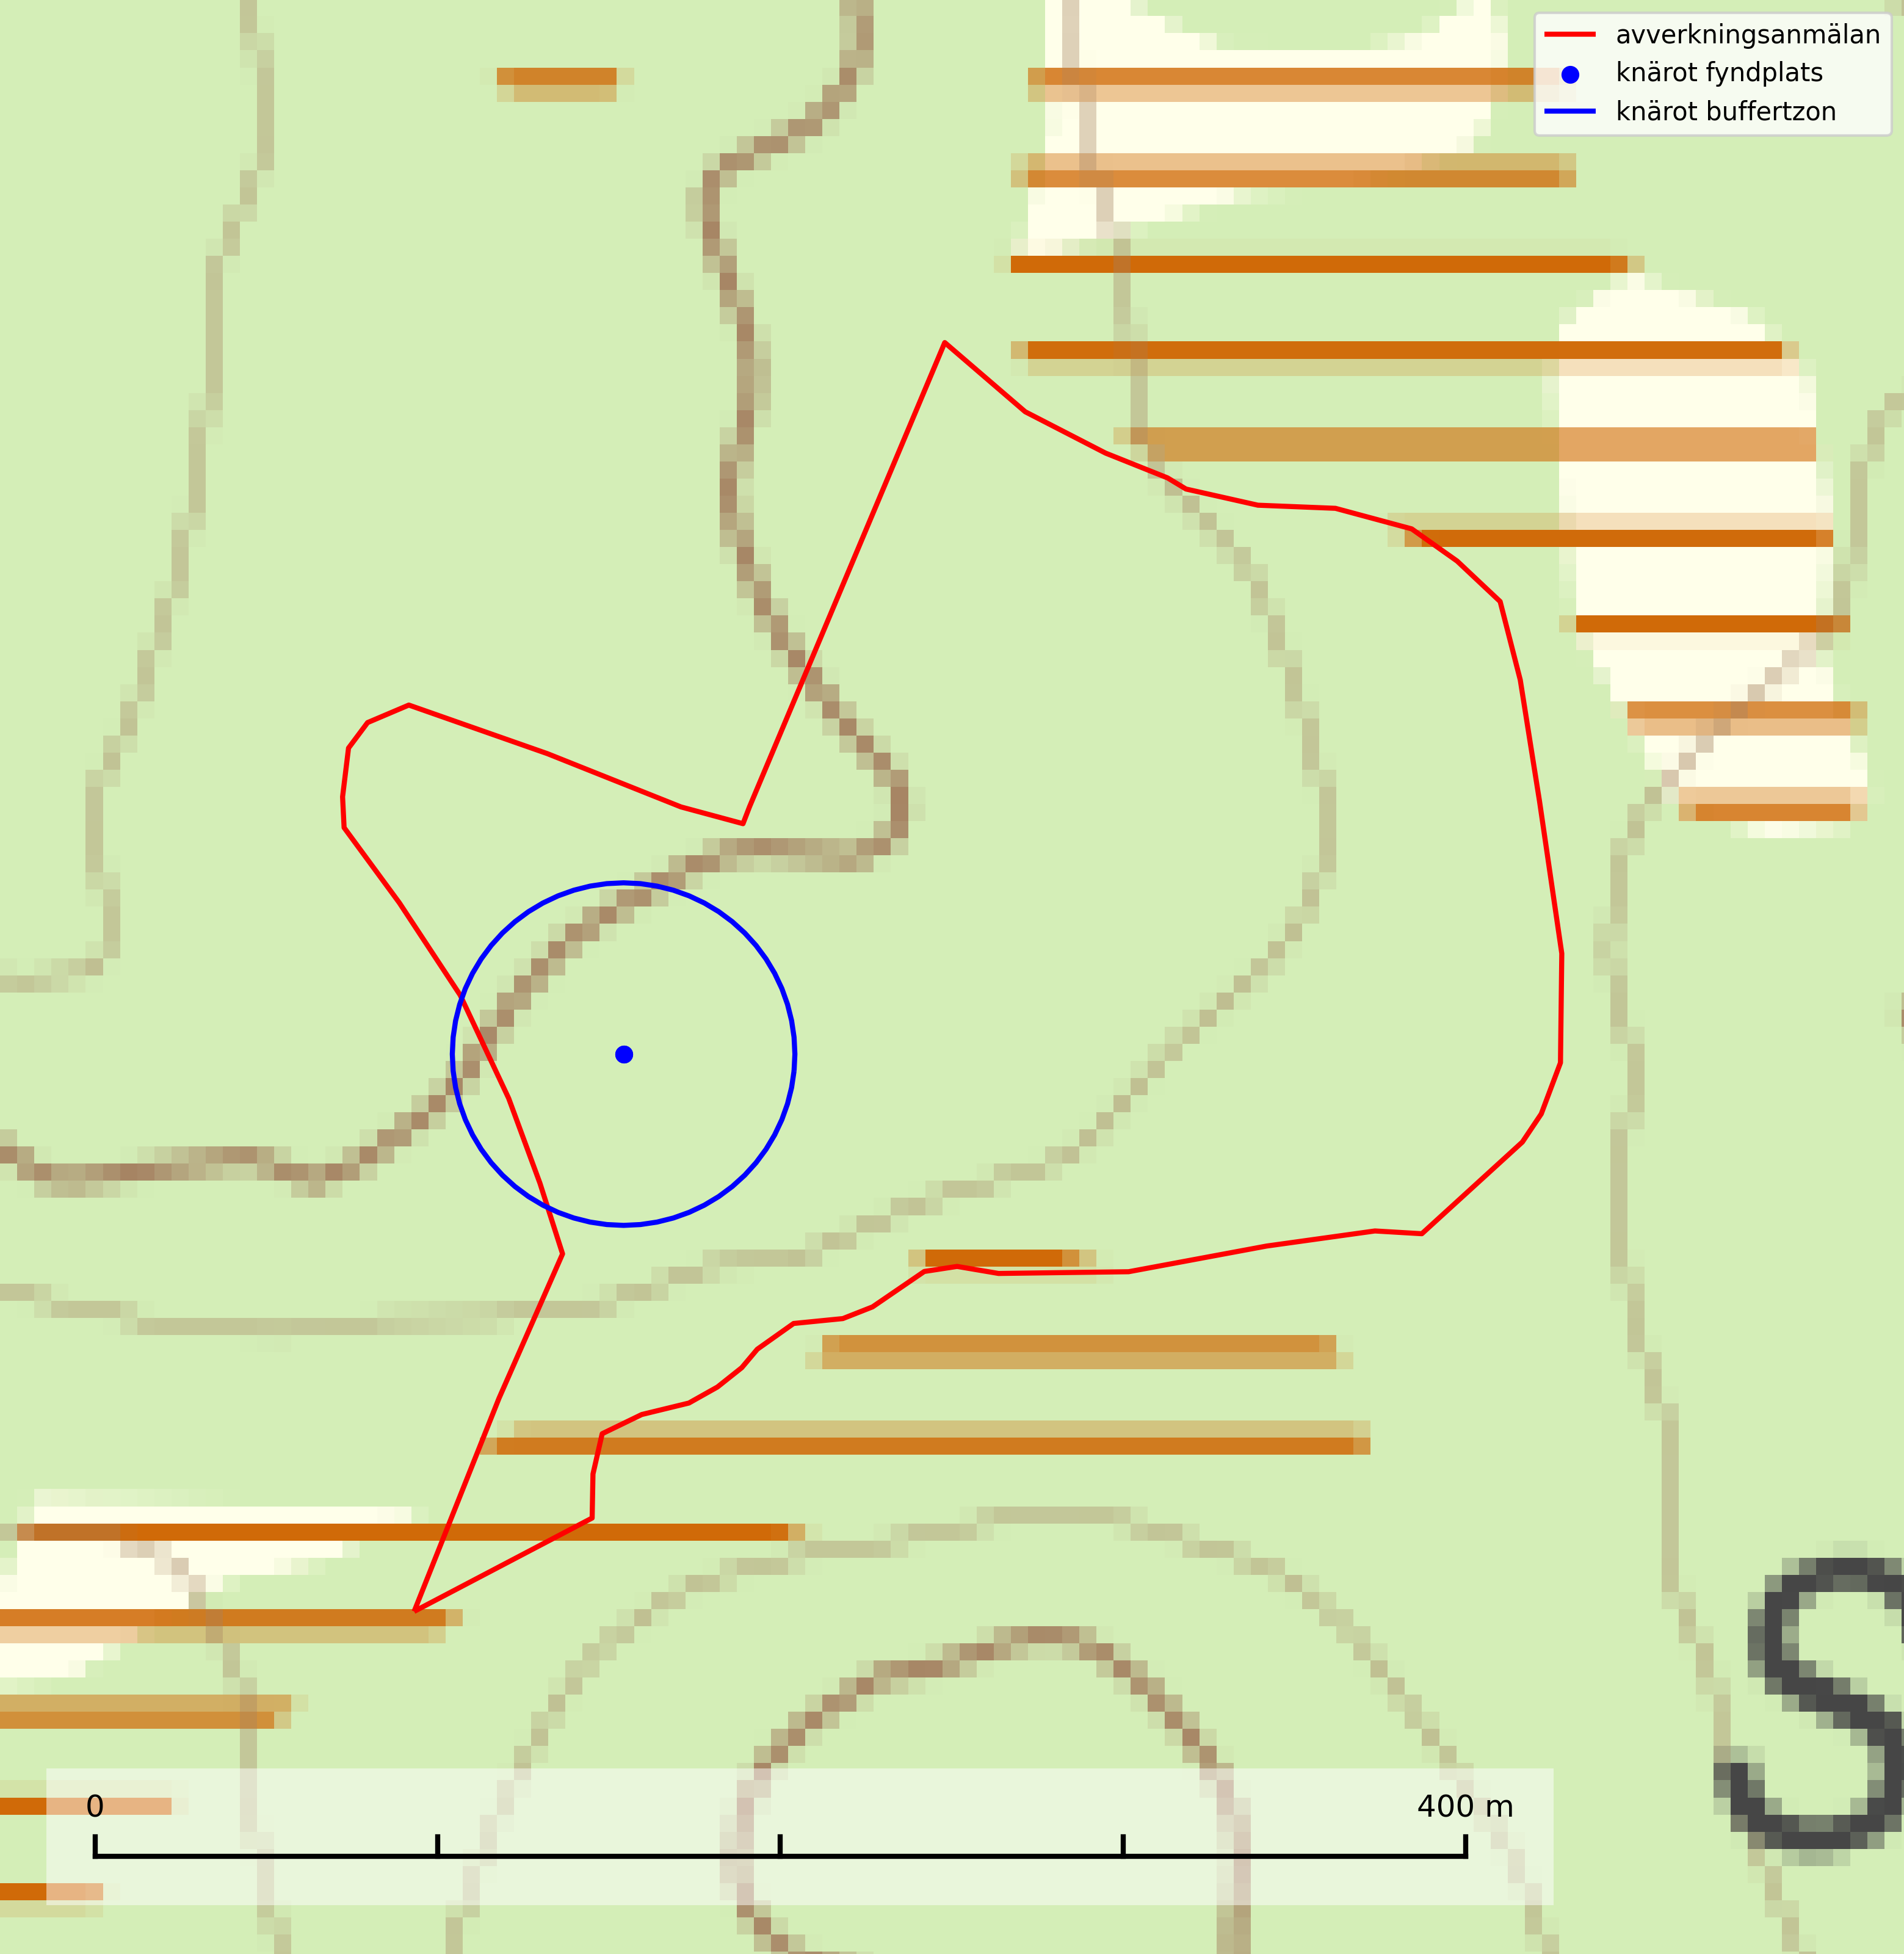 avverkningsanmälan
knärot fyndplats
knärot buffertzon
S
0 400 m